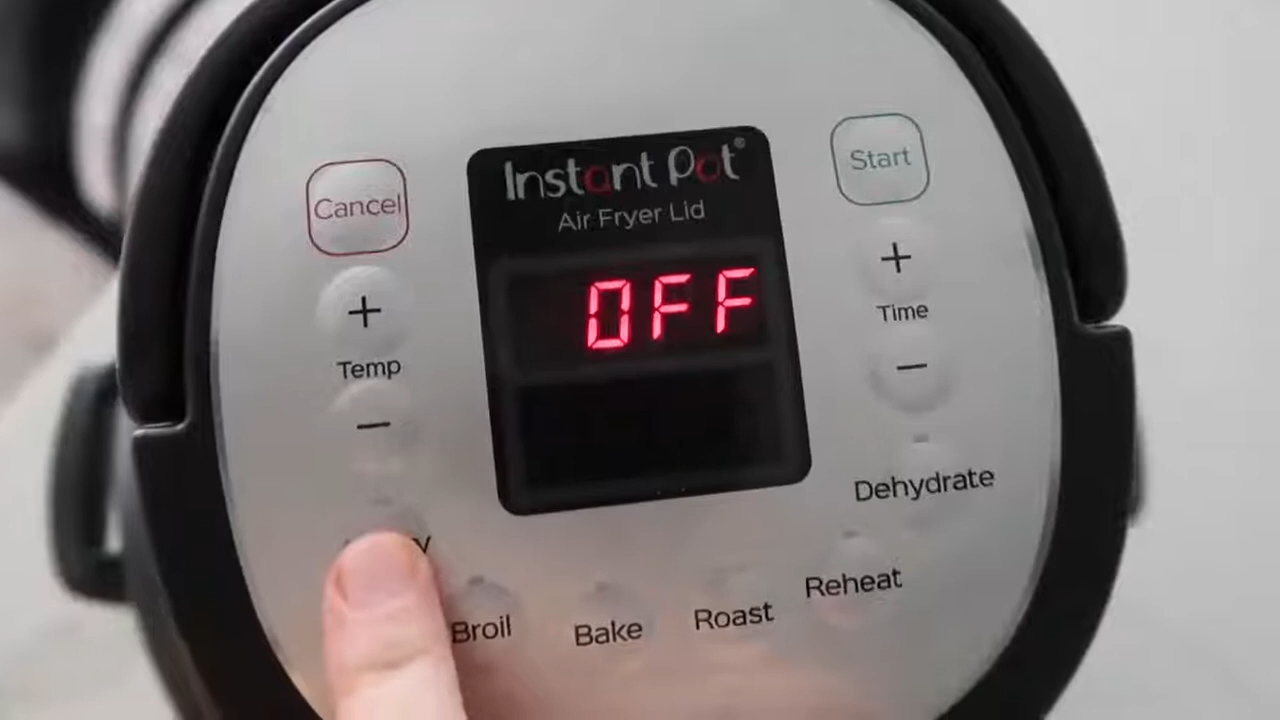 Instant Pot®
Air Fryer Lid
OFF
Cancel
+
Temp
−
Start
+
Time
−
Dehydrate
Reheat
Roast
Bake
Broil